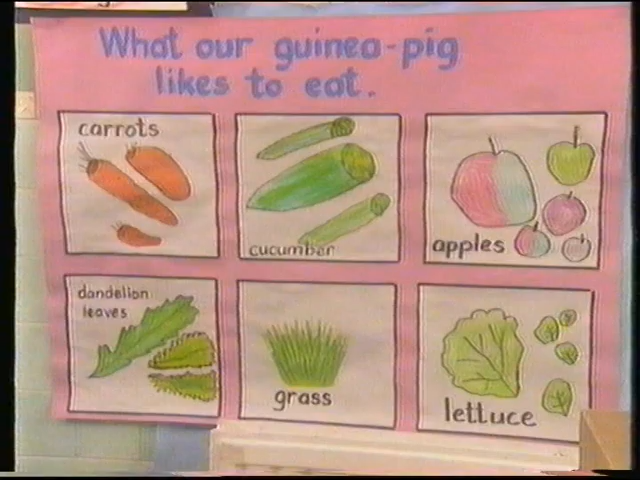 What our guinea-pig
likes to eat.
carrots
cucumber
apples
dandelion
leaves
grass
lettuce